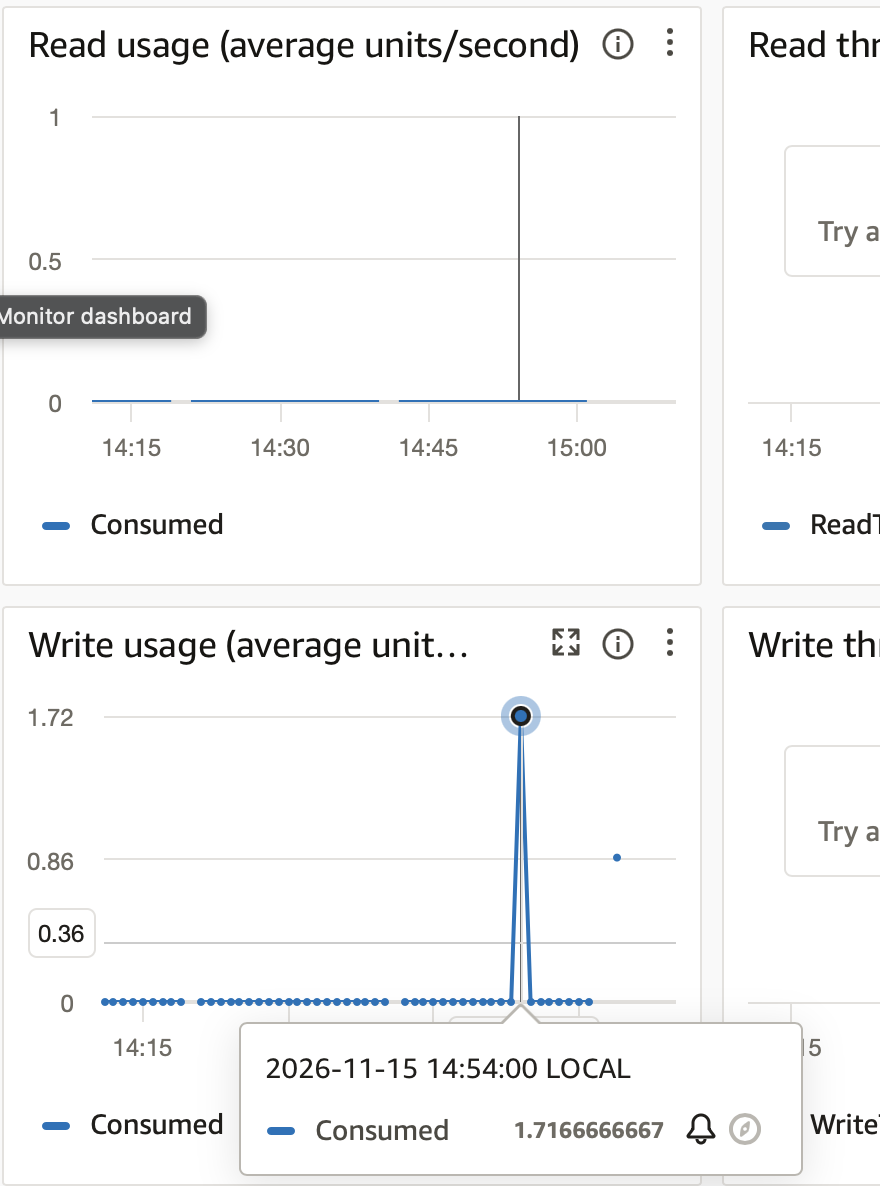 Read usage (average units/second)
Read thr
1
0.5
0
14:15 14:30 14:45 15:00
Consumed
Monitor dashboard
Try a
14:15
ReadT
Write usage (average unit...
Write th
1.72
0.86
0.36
0
14:15
Consumed
Try a
15
Write
2026-11-15 14:54:00 LOCAL
Consumed 1.7166666667